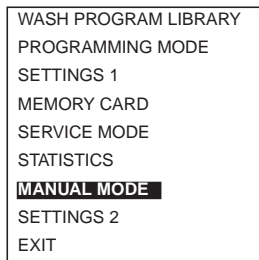 WASH PROGRAM LIBRARY
PROGRAMMING MODE
SETTINGS 1
MEMORY CARD
SERVICE MODE
STATISTICS
MANUAL MODE
SETTINGS 2
EXIT